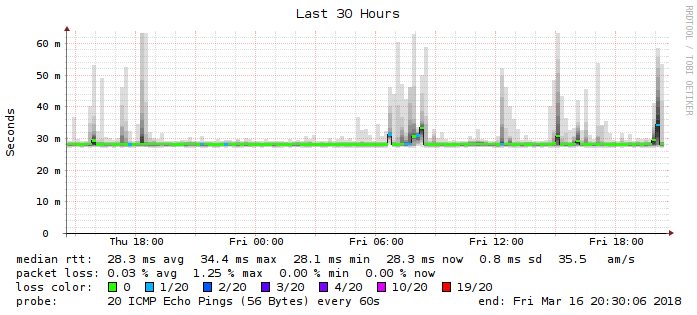 Last 30 Hours
RRDTOOL / TOBI OETIKER
Seconds
60 m
50 m
40 m
30 m
20 m
10 m
0
Thu 18:00 Fri 00:00 Fri 06:00 Fri 12:00 Fri 18:00
median rtt: 28.3 ms avg 34.4 ms max 28.1 ms min 28.3 ms now 0.8 ms sd 35.5 am/s
packet loss: 0.03 % avg 1.25 % max 0.00 % min 0.00 % now
loss color: 0 1/20 2/20 3/20 4/20 10/20 19/20
probe: 20 ICMP Echo Pings (56 Bytes) every 60s end: Fri Mar 16 20:30:06 2018